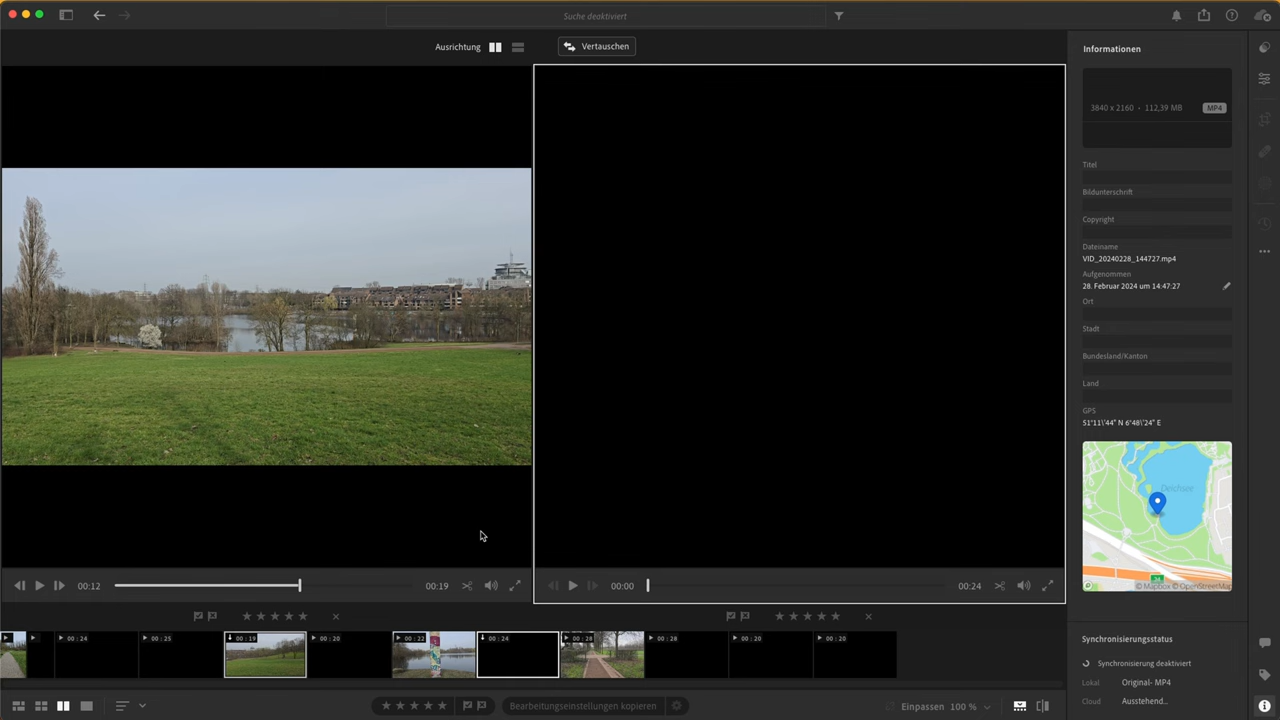 Suche deaktiviert
Ausrichtung
Vertauschen
Informationen
3840 x 2160 • 112,39 MB
MP4
Titel
Bildunterschrift
Copyright
Dateiname
VID_20240228_144727.mp4
Aufgenommen
28. Februar 2024 um 14:47:27
Ort
Stadt
Bundesland/Kanton
Land
GPS
51°11\'44" N 6°48\'24" E
Deichsee
© Mapbox © OpenStreetMap
Synchronisierungsstatus
Synchronisierung deaktiviert
Lokal Original- MP4
Cloud Ausstehend...
00:12
00:19
00:00
00:24
00:24
00:25
00:19
00:20
00:22
00:24
00:28
00:28
00:20
00:20
Bearbeitungseinstellungen kopieren
Einpassen 100 %